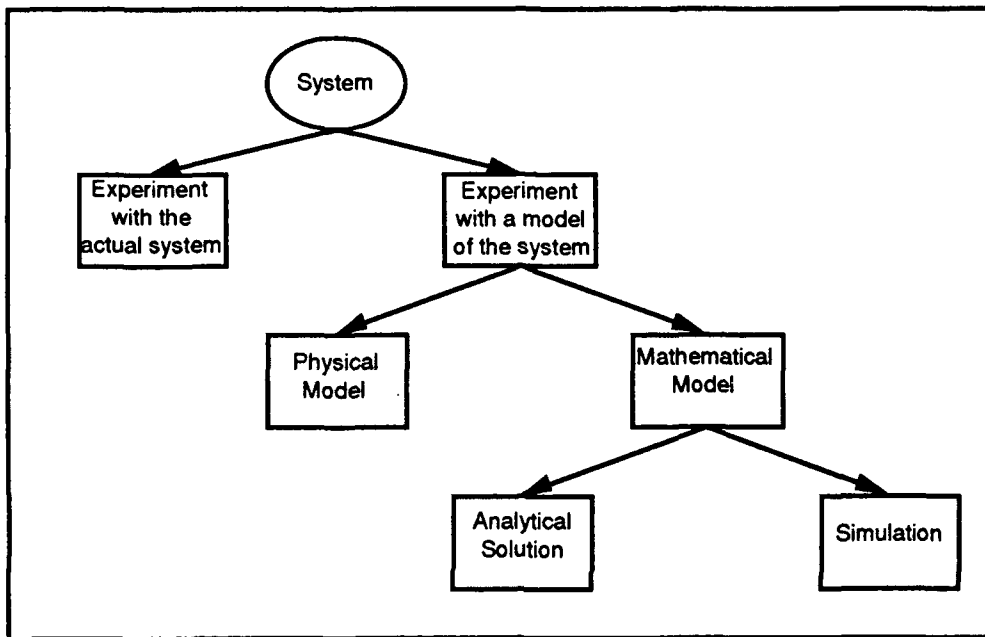 System
Experiment
with the
actual system
Experiment
with a model
of the system
Physical
Model
Mathematical
Model
Analytical
Solution
Simulation